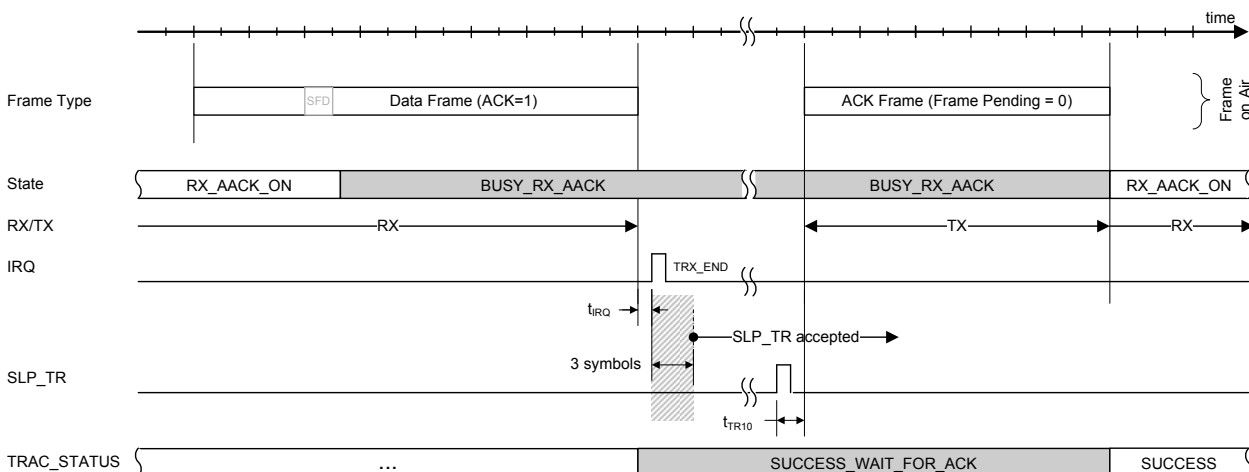 time
Frame Type
SFD
Data Frame (ACK=1)
ACK Frame (Frame Pending = 0)
Frame
on Air
State
RX_AACK_ON
BUSY_RX_AACK
BUSY_RX_AACK
RX_AACK_ON
RX/TX
RX
TX
RX
IRQ
TRX_END
tIRQ
SLP_TR accepted
3 symbols
SLP_TR
tTR10
TRAC_STATUS
...
SUCCESS_WAIT_FOR_ACK
SUCCESS